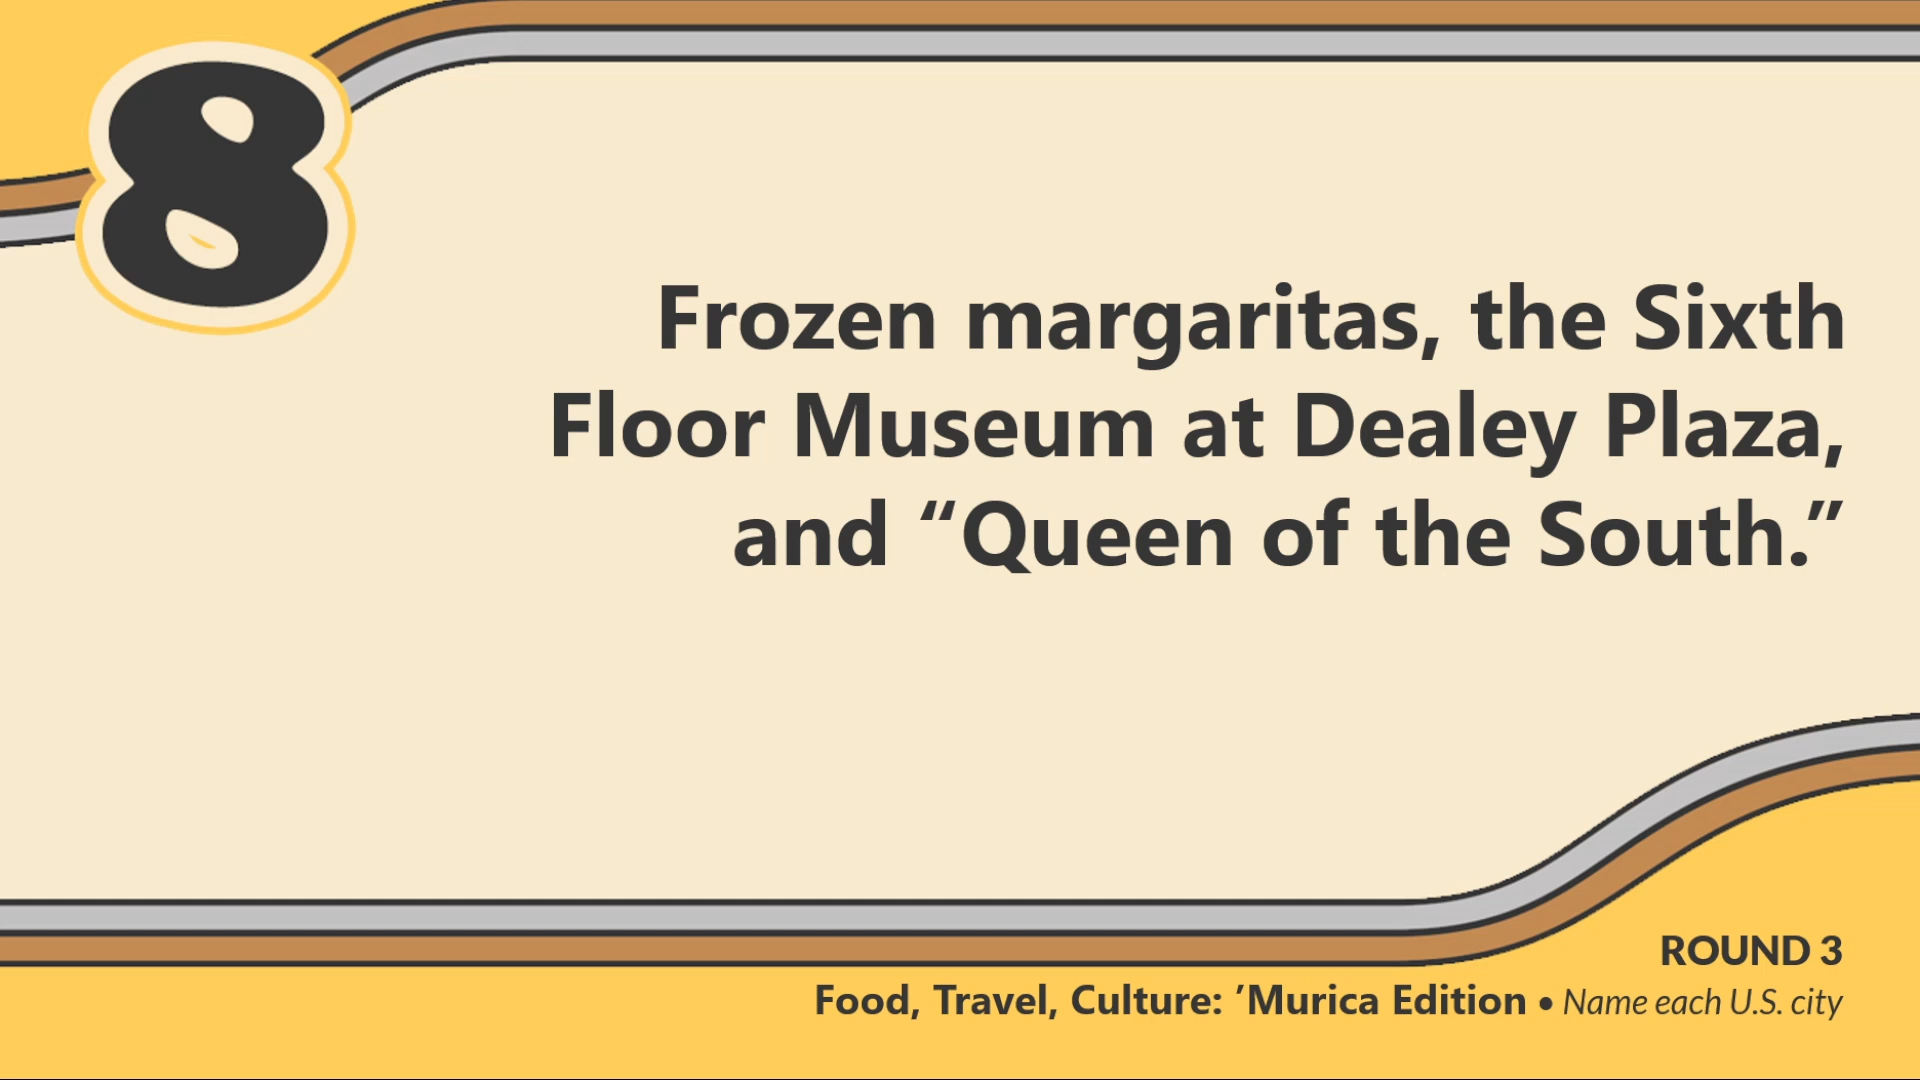 8
Frozen margaritas, the Sixth
Floor Museum at Dealey Plaza,
and “Queen of the South.”
ROUND 3
Food, Travel, Culture: ’Murica Edition • Name each U.S. city